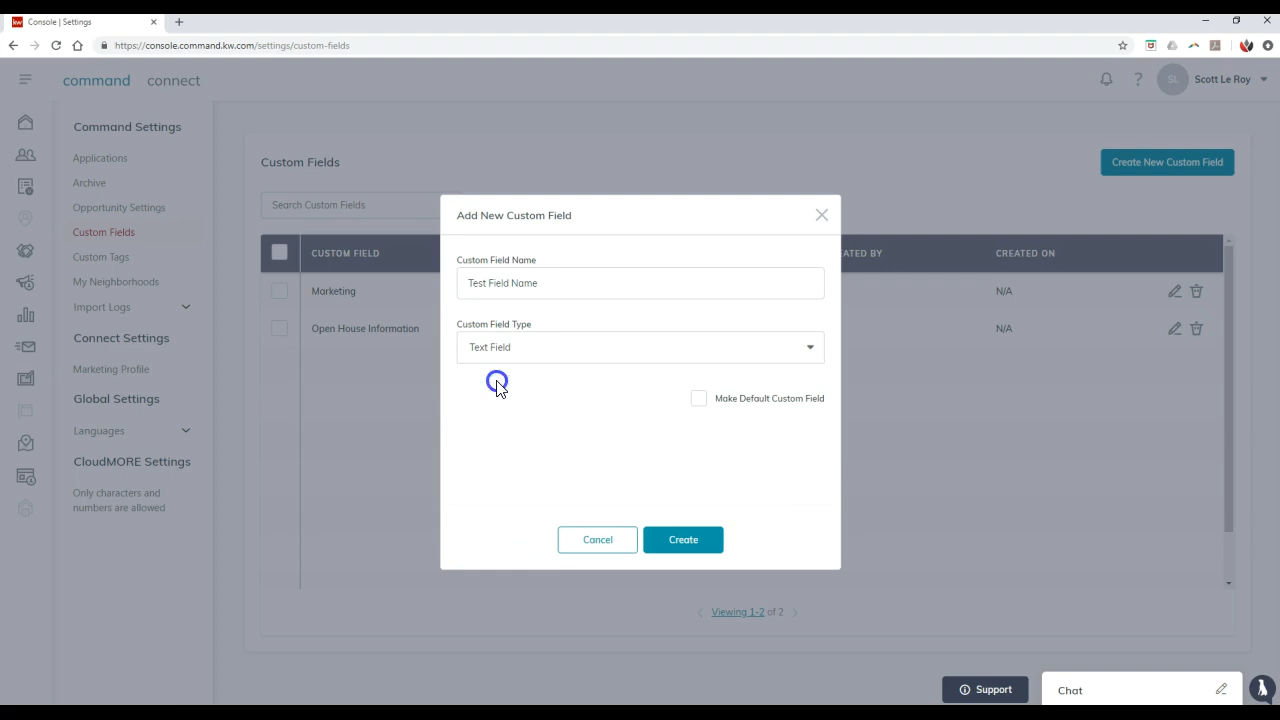 Console | Settings
https://console.command.kw.com/settings/custom-fields
command
connect
SL
Scott Le Roy
Command Settings
Applications
Archive
Opportunity Settings
Custom Fields
Custom Tags
My Neighborhoods
Import Logs
Connect Settings
Marketing Profile
Global Settings
Languages
CloudMORE Settings
Only characters and
numbers are allowed
Custom Fields
Create New Custom Field
Search Custom Fields
CUSTOM FIELD
ATED BY
CREATED ON
Marketing
N/A
Open House Information
N/A
Viewing 1-2 of 2
Add New Custom Field
Custom Field Name
Test Field Name
Custom Field Type
Text Field
Make Default Custom Field
Cancel
Create
Support
Chat